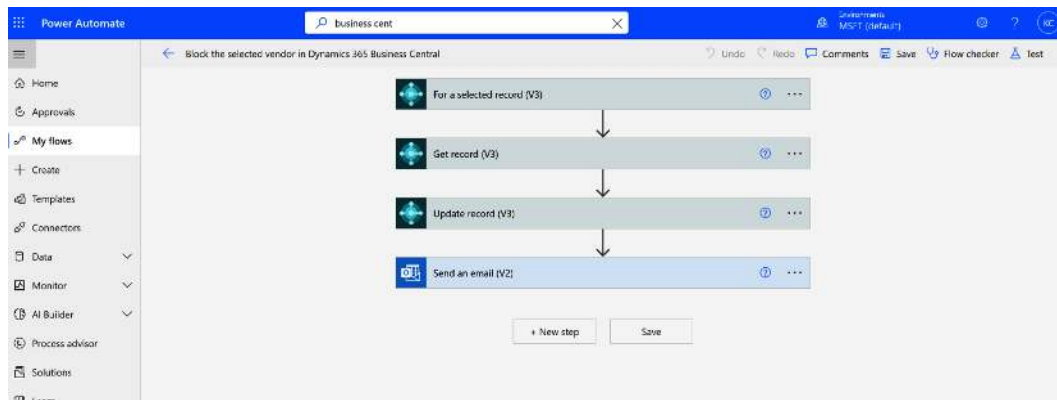 Power Automate
business cent
Environments
MSFT (default)
?
KC
Block the selected vendor in Dynamics 365 Business Central
Undo
Redo
Comments
Save
Flow checker
Test
Home
Approvals
My flows
Create
Templates
Connectors
Data
Monitor
AI Builder
Process advisor
Solutions
For a selected record (V3)
Get record (V3)
Update record (V3)
Send an email (V2)
+ New step
Save